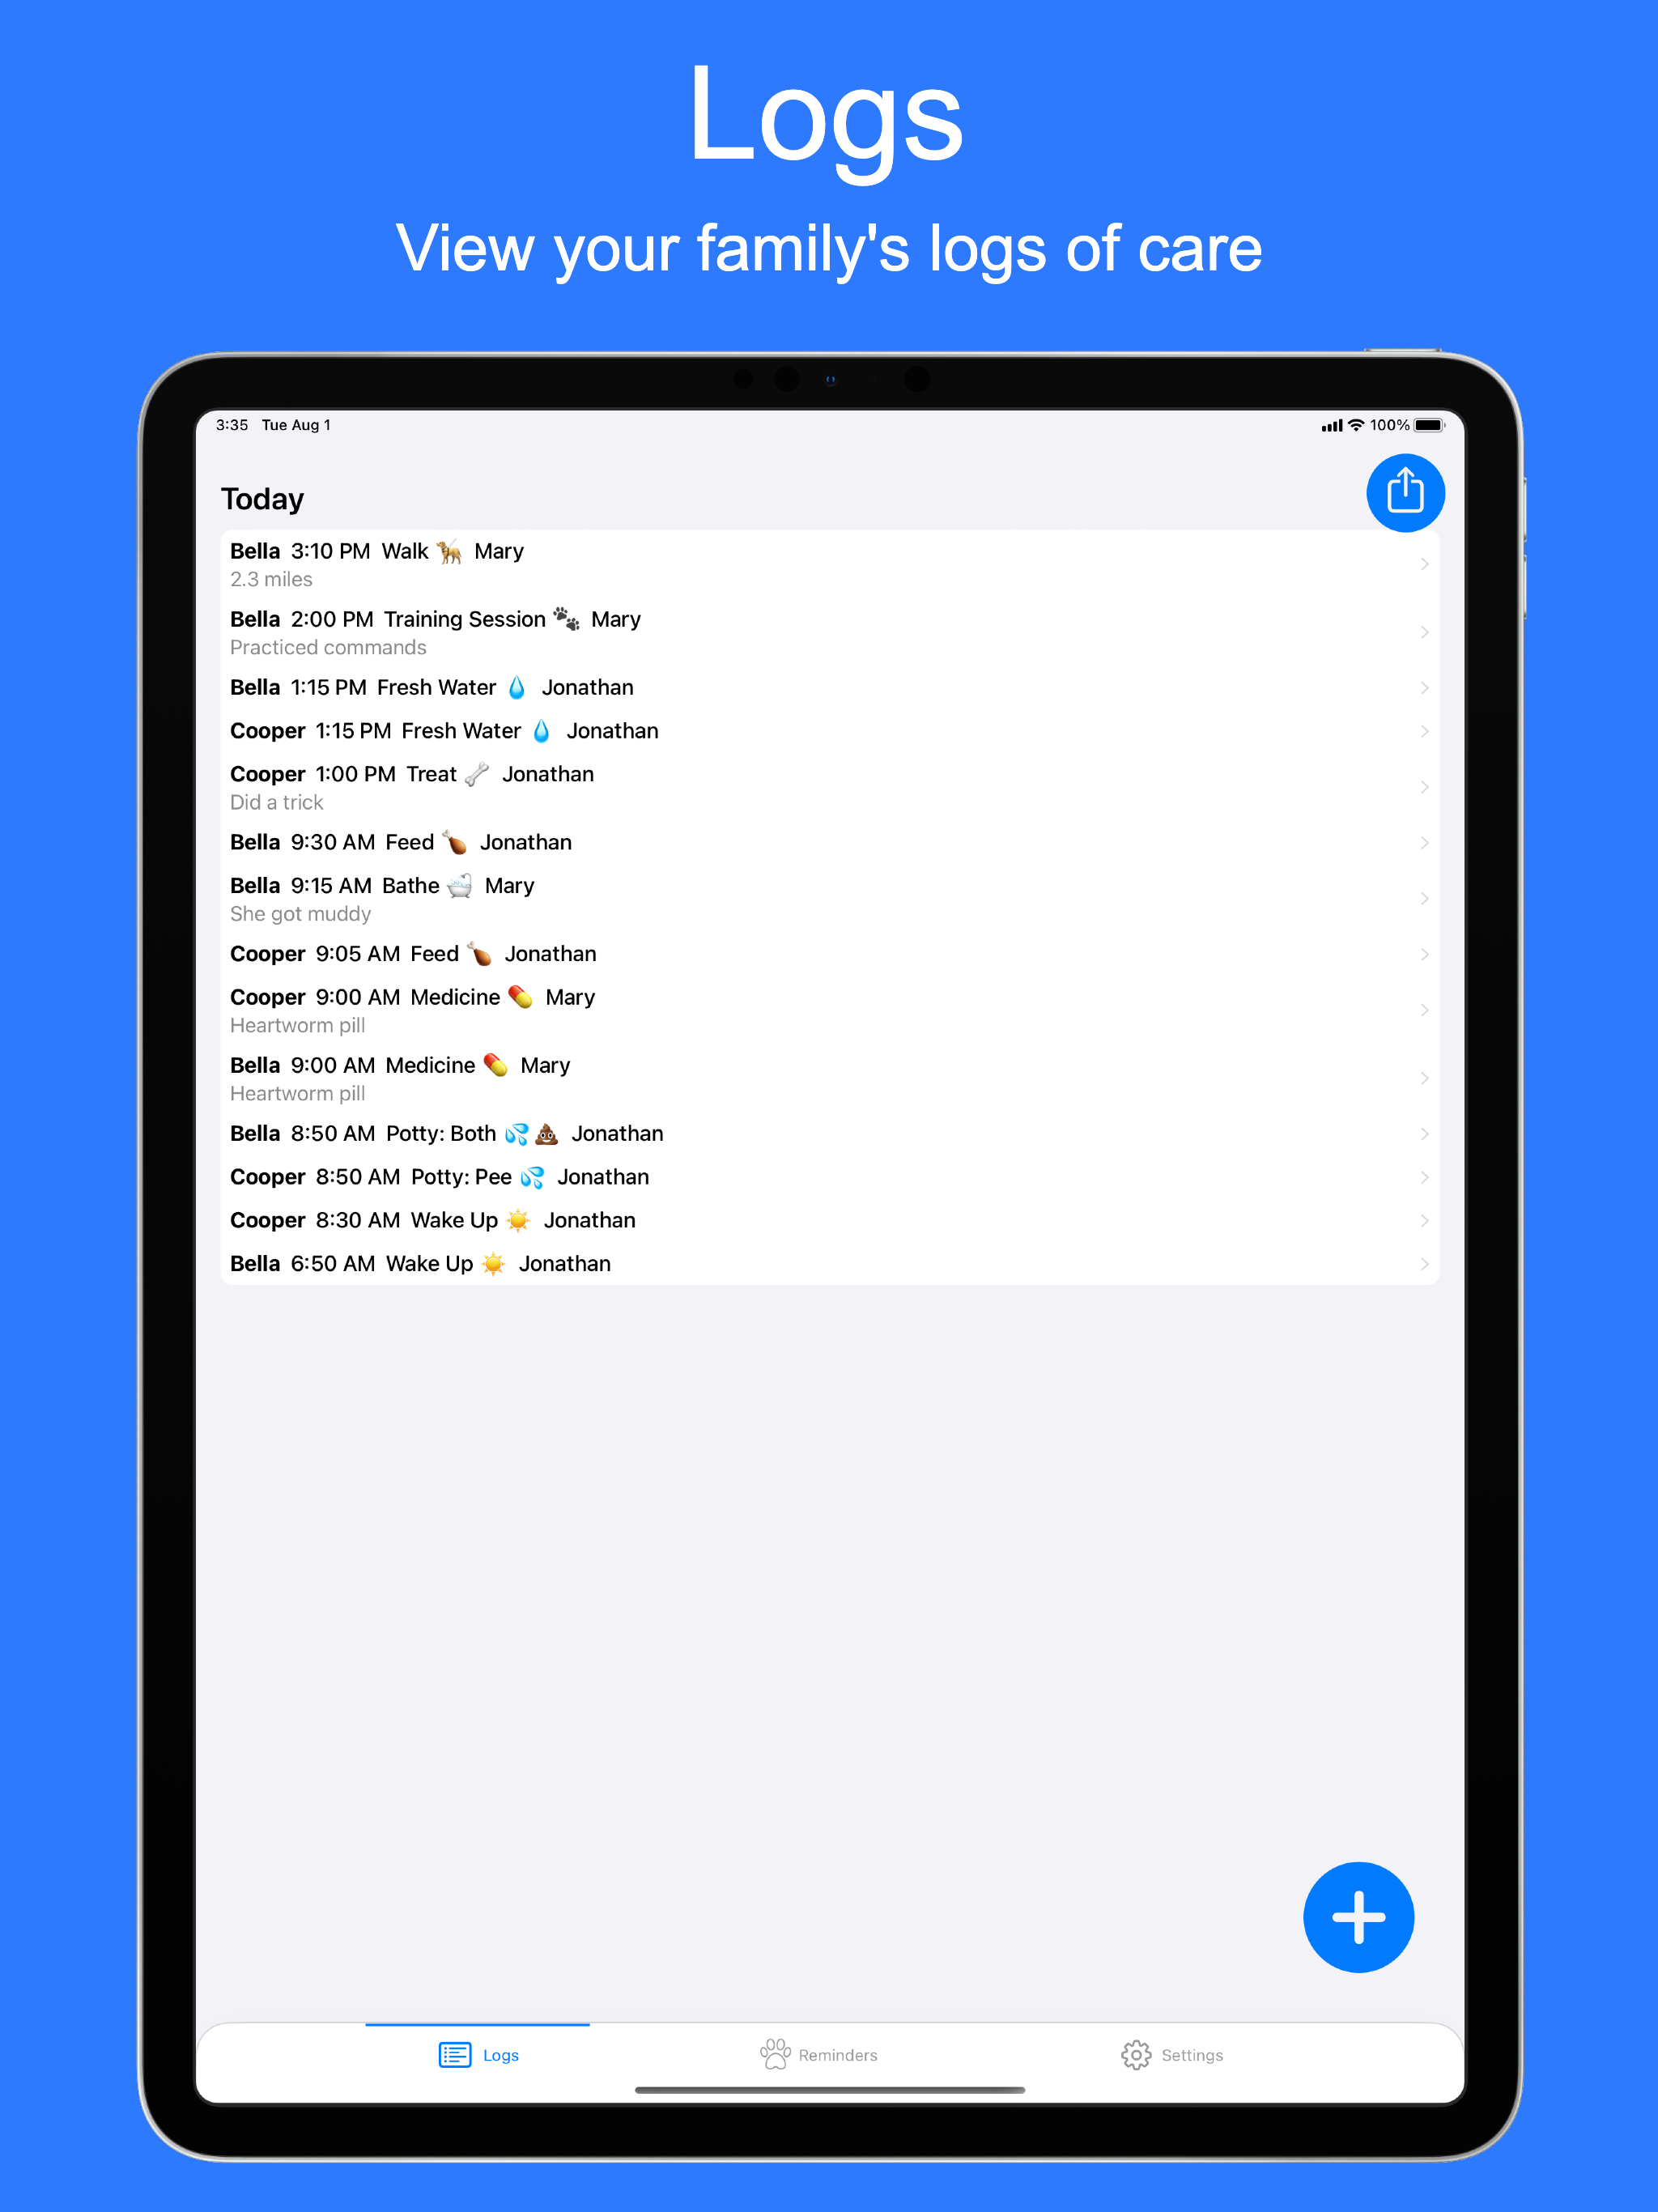 Logs
View your family's logs of care
3:35 Tue Aug 1 100%
Today
Bella 3:10 PM Walk 🦮 Mary
2.3 miles
Bella 2:00 PM Training Session 🐾 Mary
Practiced commands
Bella 1:15 PM Fresh Water 💧 Jonathan
Cooper 1:15 PM Fresh Water 💧 Jonathan
Cooper 1:00 PM Treat 🦴 Jonathan
Did a trick
Bella 9:30 AM Feed 🍗 Jonathan
Bella 9:15 AM Bathe 🛁 Mary
She got muddy
Cooper 9:05 AM Feed 🍗 Jonathan
Cooper 9:00 AM Medicine 💊 Mary
Heartworm pill
Bella 9:00 AM Medicine 💊 Mary
Heartworm pill
Bella 8:50 AM Potty: Both 💦💩 Jonathan
Cooper 8:50 AM Potty: Pee 💦 Jonathan
Cooper 8:30 AM Wake Up ☀️ Jonathan
Bella 6:50 AM Wake Up ☀️ Jonathan
Logs Reminders Settings